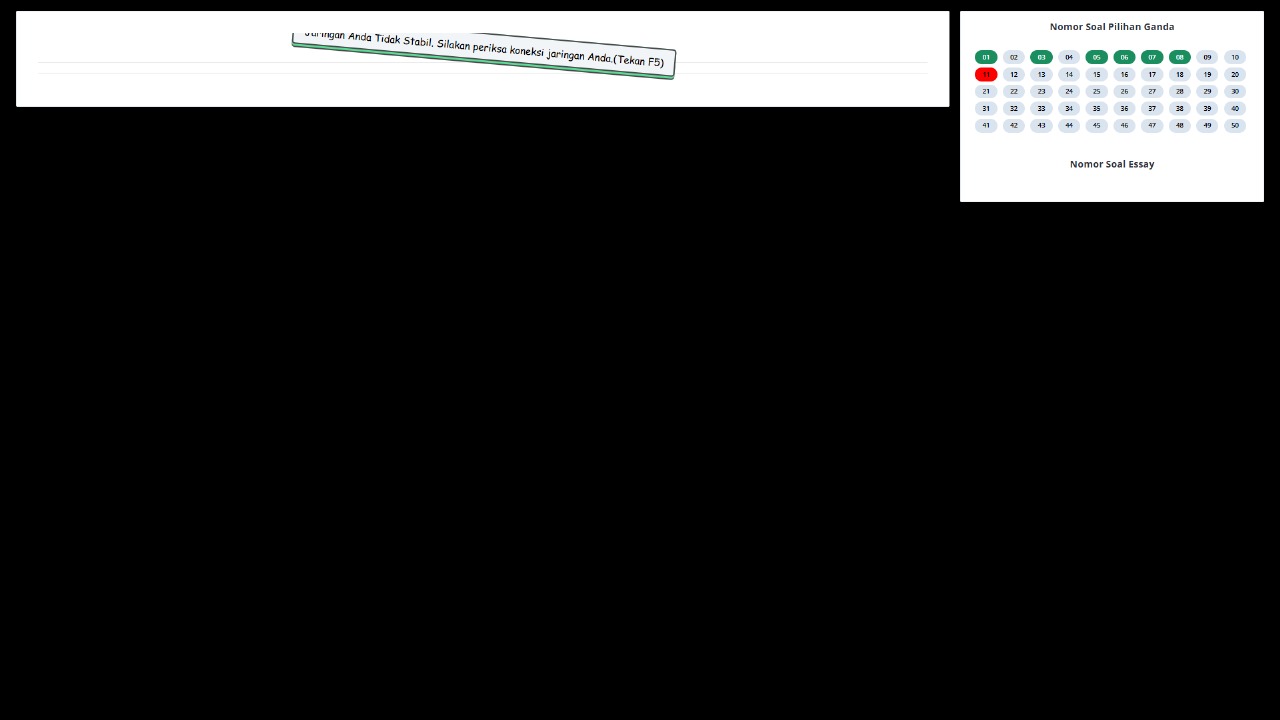 Jaringan Anda Tidak Stabil. Silakan periksa koneksi jaringan Anda.(Tekan F5)
Nomor Soal Pilihan Ganda
01 02 03 04 05 06 07 08 09 10
11 12 13 14 15 16 17 18 19 20
21 22 23 24 25 26 27 28 29 30
31 32 33 34 35 36 37 38 39 40
41 42 43 44 45 46 47 48 49 50
Nomor Soal Essay